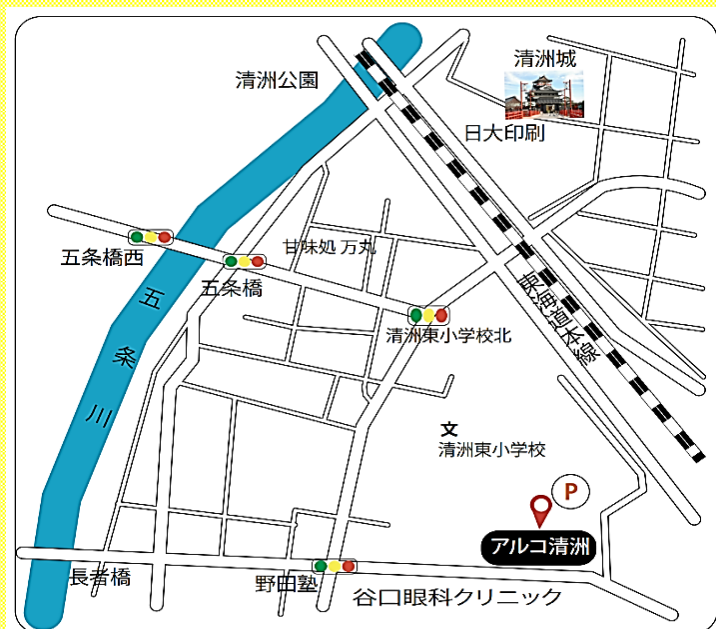 清洲城
清洲公園
日大印刷
甘味処 万丸
五条橋西
五条橋
五条川
東海道本線
清洲東小学校北
文
清洲東小学校
P
アルコ清洲
長者橋
野田塾
谷口眼科クリニック